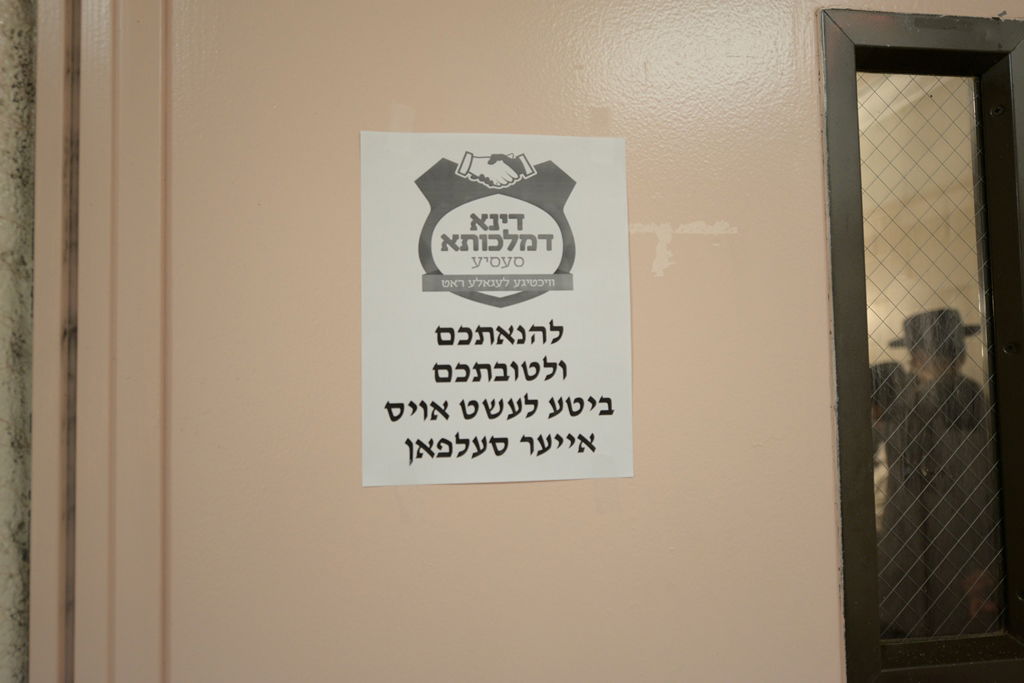 דינא
דמלכותא
סעסיע
וויכטיגע לעגאלע ראט
להנאתכם
ולטובתכם
ביטע לעשט אויס
אייער סעלפאן